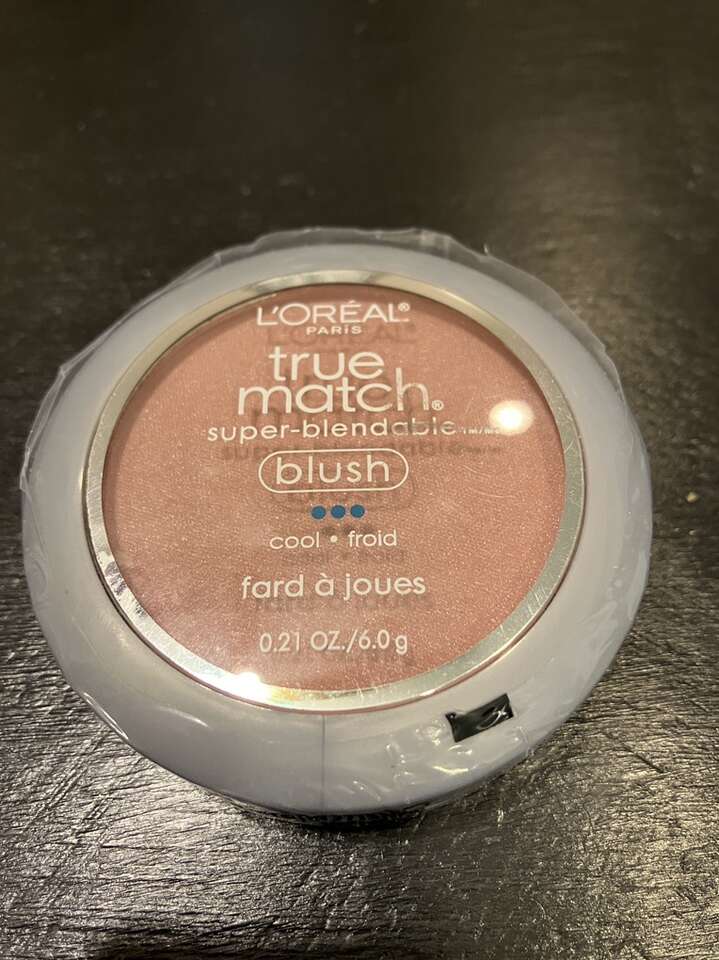 L'ORÉAL®
PARIS
true
match®
super-blendable
blush
cool • froid
fard à joues
0.21 OZ./6.0 g